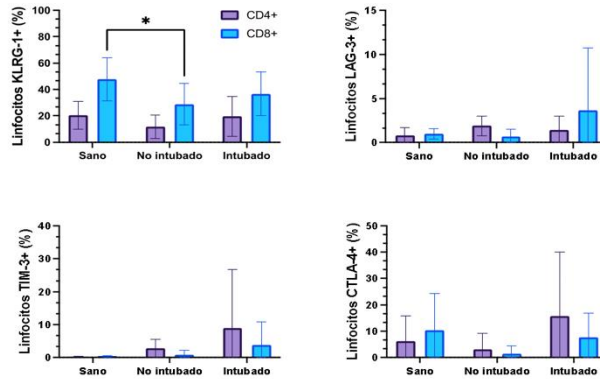 Linfocitos KLRG-1+ (%)
100
80
60
40
20
0
*
CD4+
CD8+
Sano
No intubado
Intubado
Linfocitos LAG-3+ (%)
15
10
5
0
Sano
No intubado
Intubado
Linfocitos TIM-3+ (%)
40
30
20
10
0
Sano
No intubado
Intubado
Linfocitos CTLA-4+ (%)
50
40
30
20
10
0
Sano
No intubado
Intubado